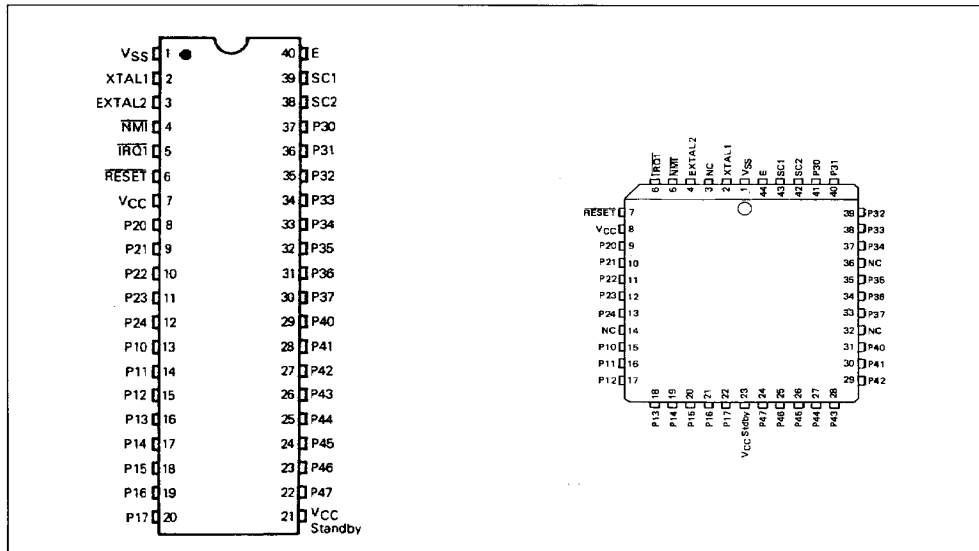 VSS 1 40 E
XTAL1 2 39 SC1
EXTAL2 3 38 SC2
NMI 4 37 P30
IRQ1 5 36 P31
RESET 6 35 P32
VCC 7 34 P33
P20 8 33 P34
P21 9 32 P35
P22 10 31 P36
P23 11 30 P37
P24 12 29 P40
P10 13 28 P41
P11 14 27 P42
P12 15 26 P43
P13 16 25 P44
P14 17 24 P45
P15 18 23 P46
P16 19 22 P47
P17 20 21 VCC
Standby
IRQ1 NMI EXTAL2 NC XTAL1 VSS E SC1 SC2 P30 P31
6 5 4 3 2 1 44 43 42 41 40
RESET 7 39 P32
VCC 8 38 P33
P20 9 37 P34
P21 10 36 NC
P22 11 35 P35
P23 12 34 P36
P24 13 33 P37
NC 14 32 NC
P10 15 31 P40
P11 16 30 P41
P12 17 29 P42
18 19 20 21 22 23 24 25 26 27 28
P13 P14 P15 P16 P17 VCC Stdby P47 P46 P45 P44 P43